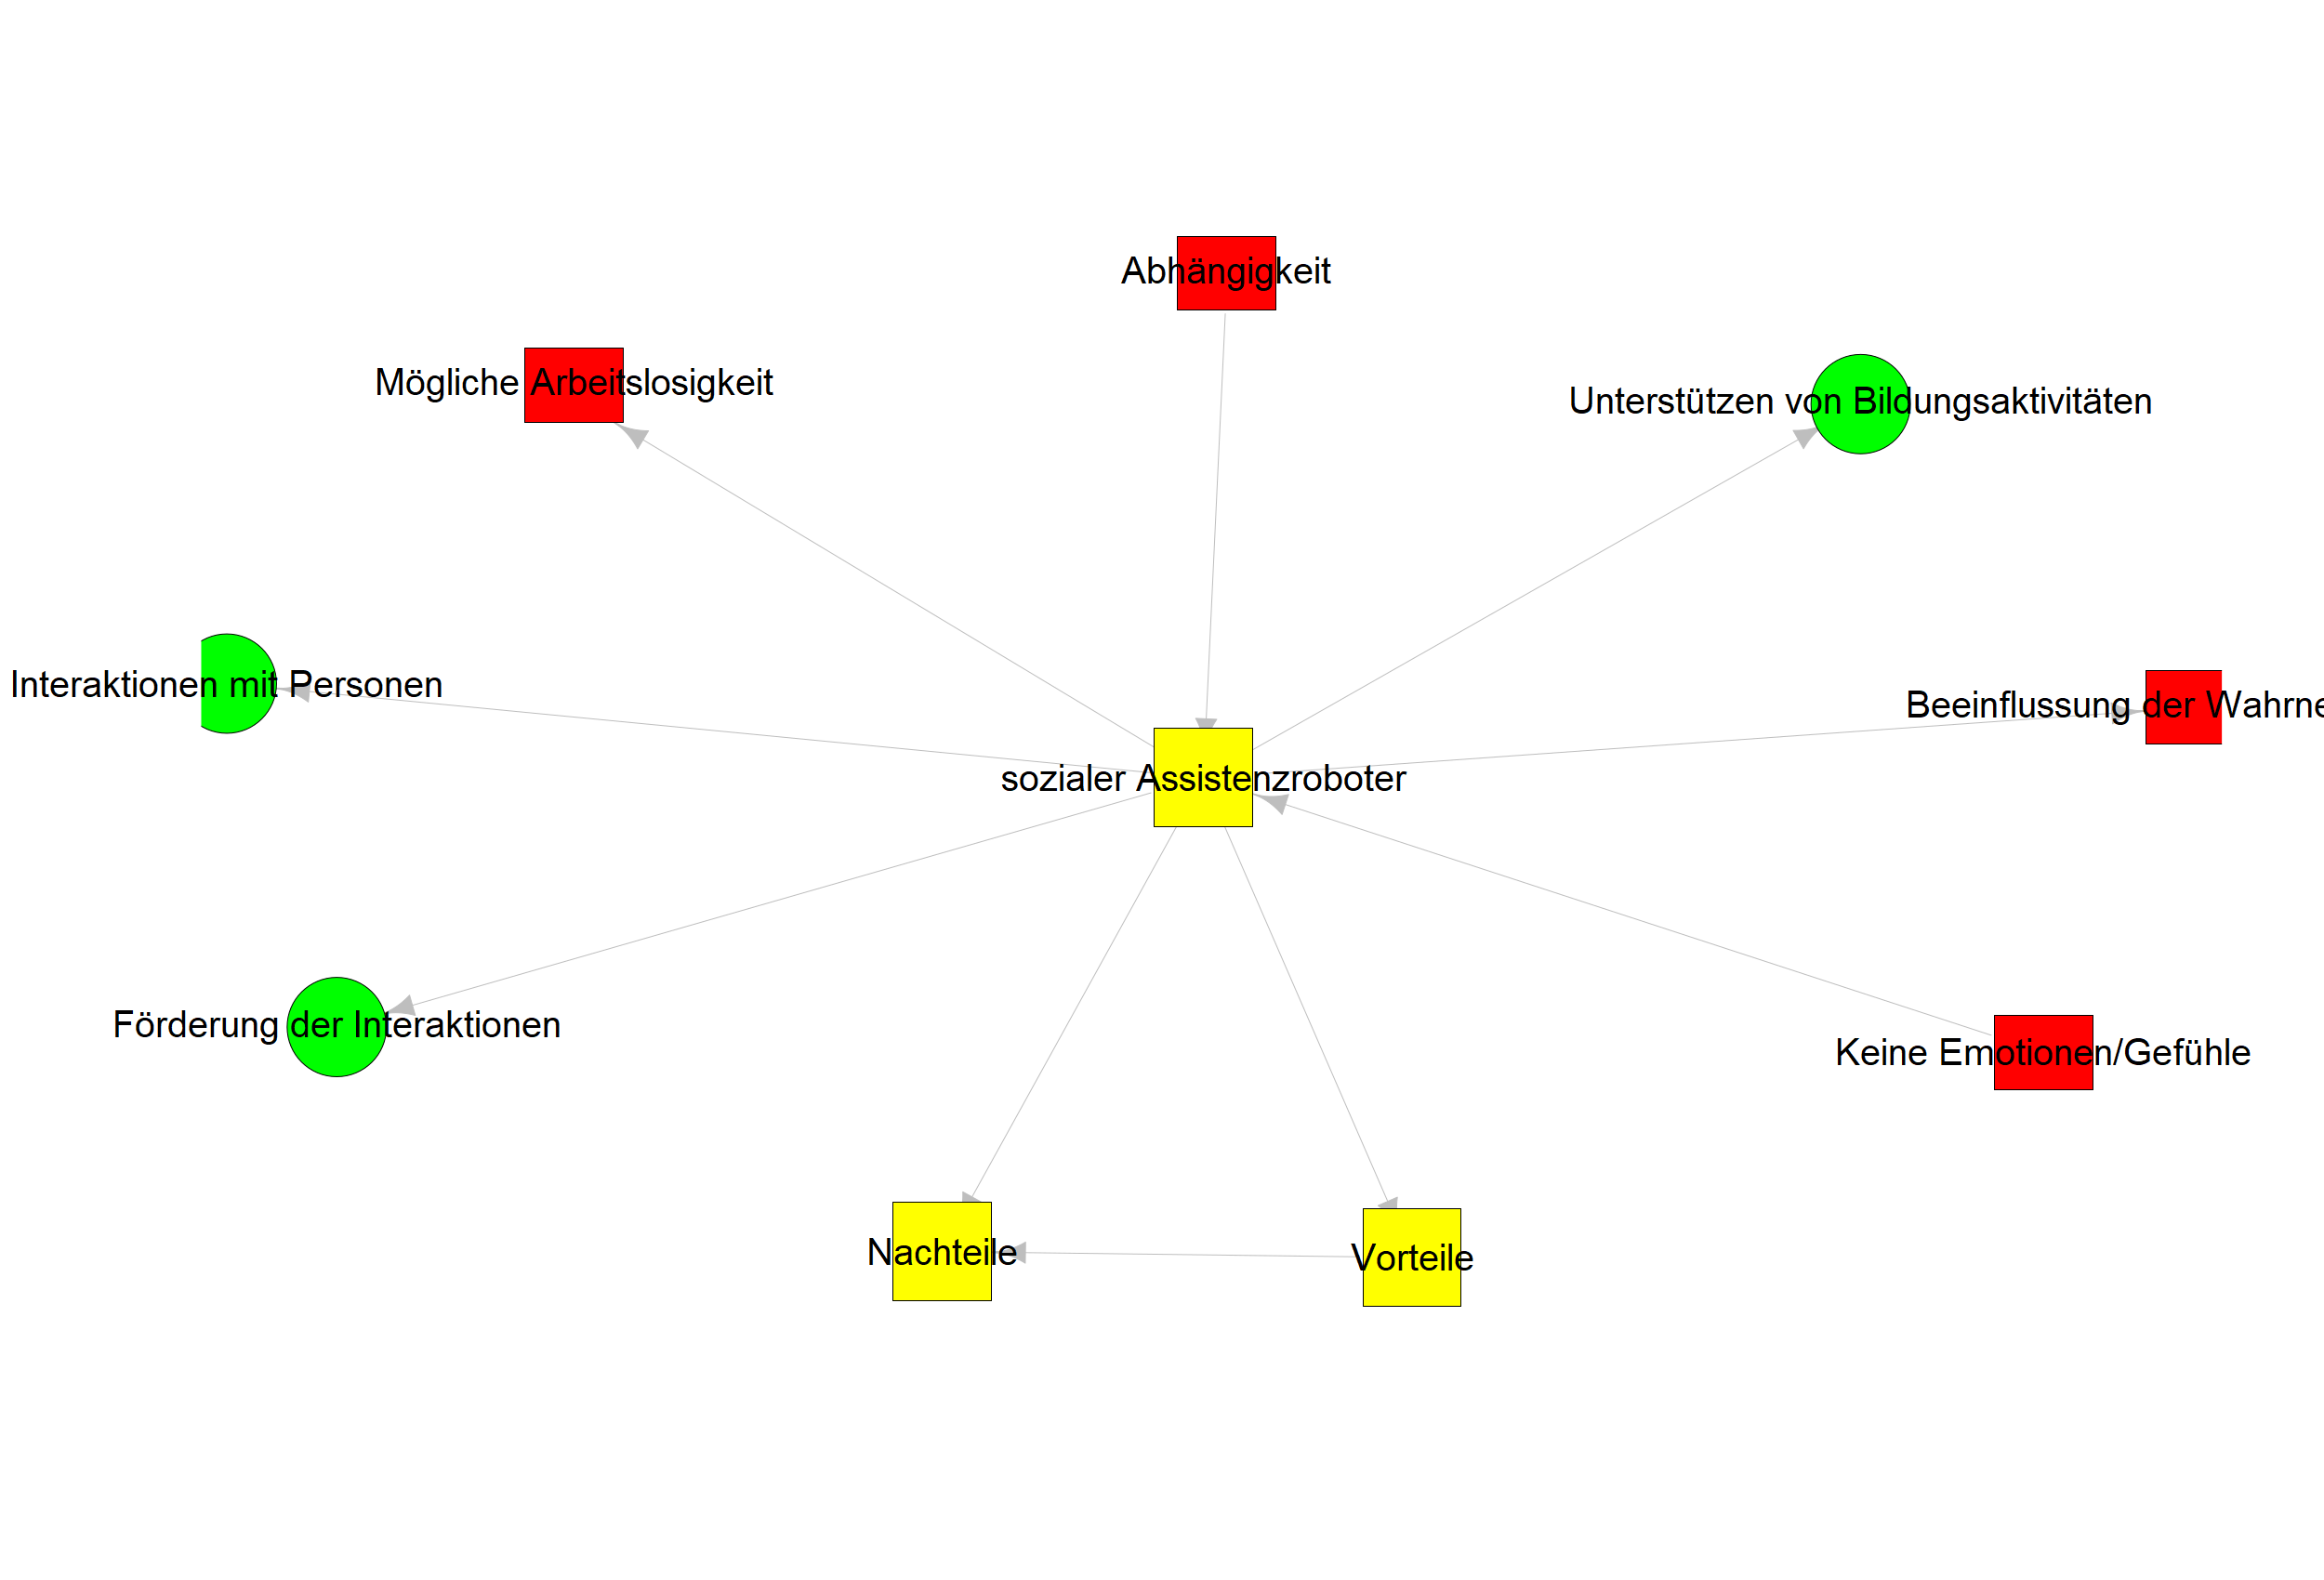 Abhängigkeit
Mögliche Arbeitslosigkeit
Unterstützen von Bildungsaktivitäten
Interaktionen mit Personen
Beeinflussung der Wahrne
sozialer Assistenzroboter
Förderung der Interaktionen
Keine Emotionen/Gefühle
Nachteile
Vorteile